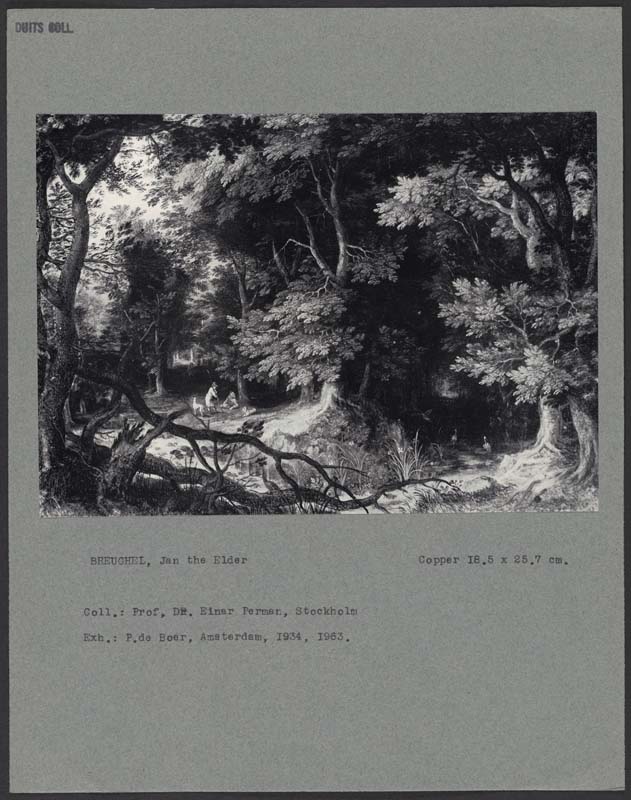 DUITS COLL.
BREUGHEL, Jan the Elder
Copper 18.5 x 25.7 cm.
Coll.: Prof. DR. Einar Perman, Stockholm
Exh.: P.de Boer, Amsterdam, 1934, 1963.